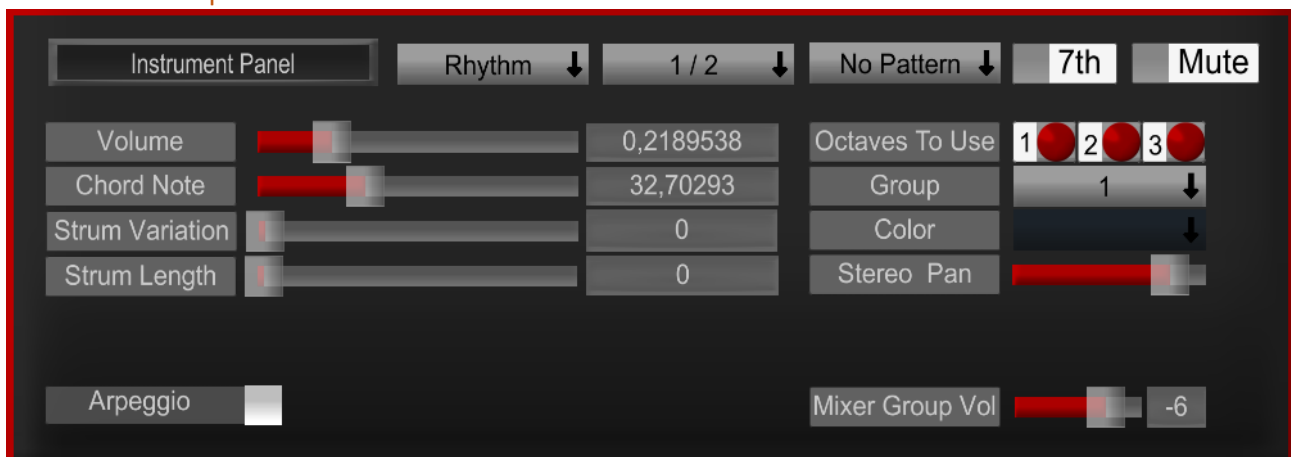 Instrument Panel Rhythm 1 / 2 No Pattern 7th Mute
Volume 0,2189538 Octaves To Use 1 2 3
Chord Note 32,70293 Group 1
Strum Variation 0 Color
Strum Length 0 Stereo Pan
Arpeggio Mixer Group Vol -6